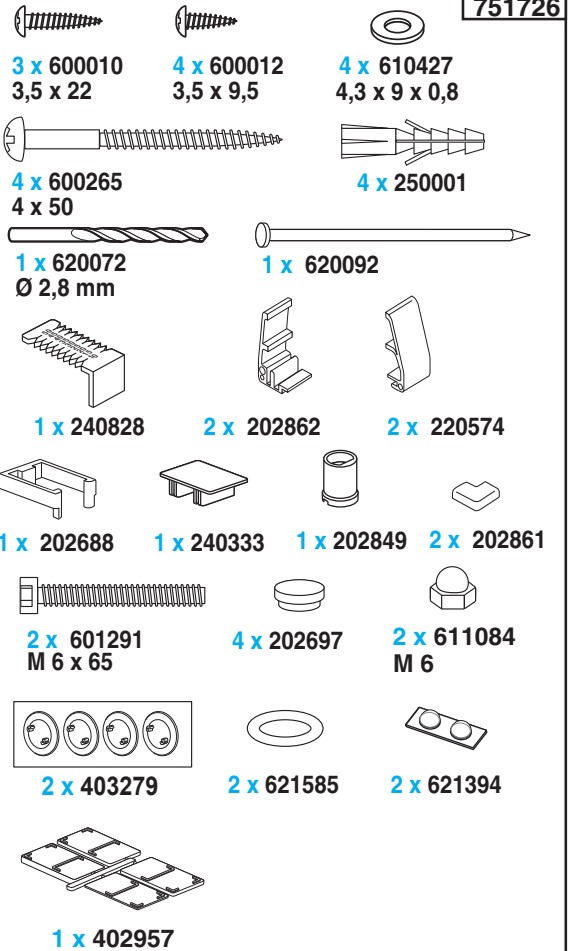 751726
3 x 600010
3,5 x 22
4 x 600012
3,5 x 9,5
4 x 610427
4,3 x 9 x 0,8
4 x 600265
4 x 50
4 x 250001
1 x 620072
Ø 2,8 mm
1 x 620092
1 x 240828
2 x 202862
2 x 220574
1 x 202688
1 x 240333
1 x 202849
2 x 202861
2 x 601291
M 6 x 65
4 x 202697
2 x 611084
M 6
2 x 403279
2 x 621585
2 x 621394
1 x 402957